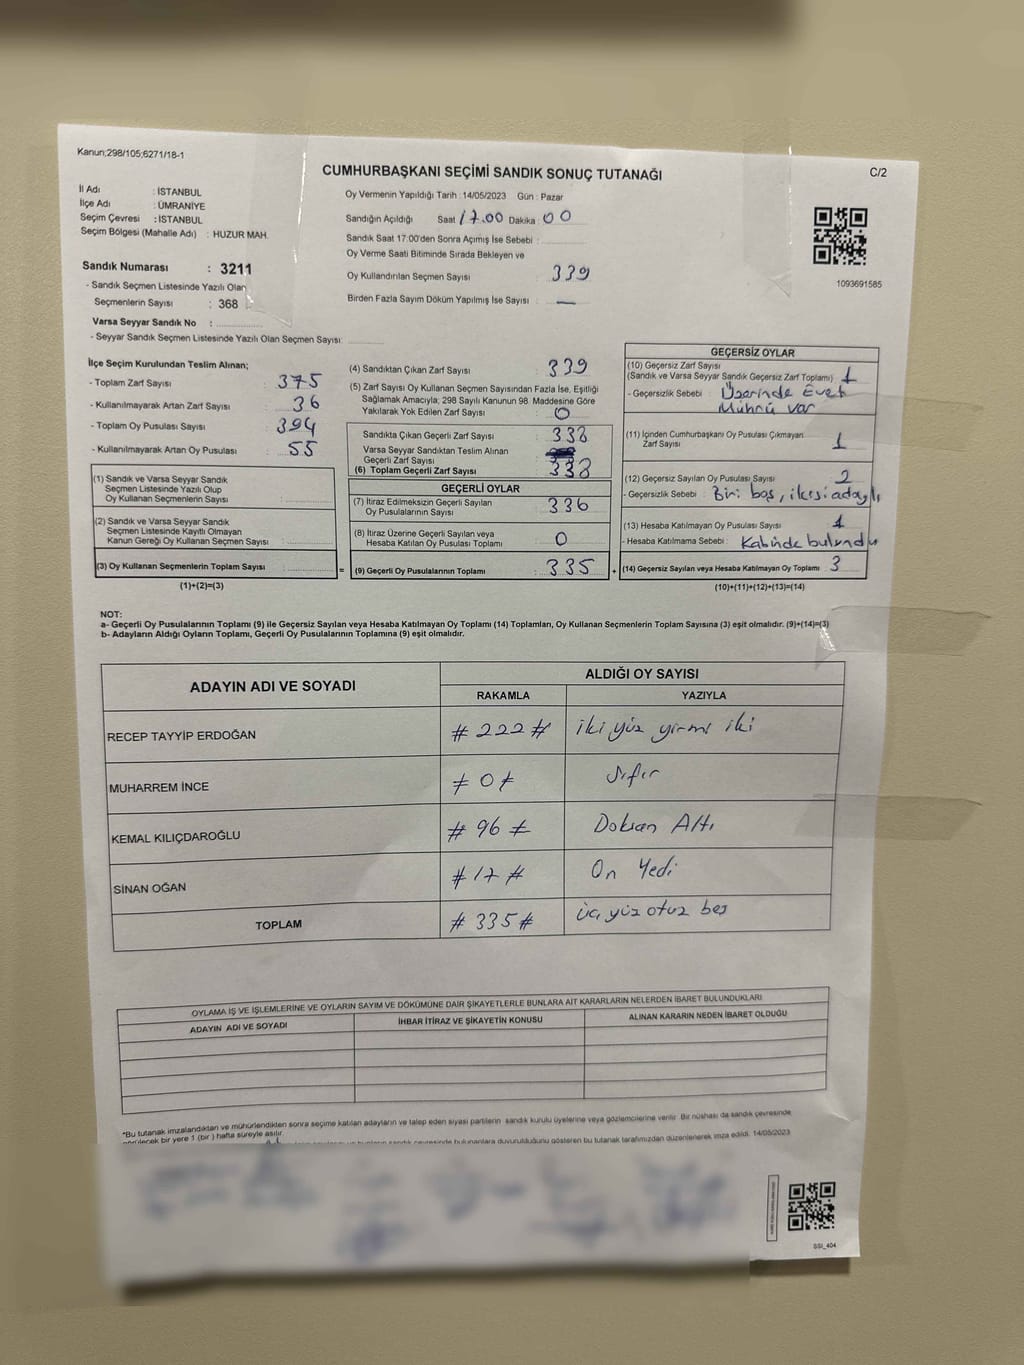 Kanun;298/105;6271/18-1
CUMHURBAŞKANI SEÇİMİ SANDIK SONUÇ TUTANAĞI
C/2
İl Adı : İSTANBUL
İlçe Adı : ÜMRANİYE
Seçim Çevresi : İSTANBUL
Seçim Bölgesi (Mahalle Adı) : HUZUR MAH.
Sandık Numarası : 3211
- Sandık Seçmen Listesinde Yazılı Olan
Seçmenlerin Sayısı : 368
Varsa Seyyar Sandık No :
- Seyyar Sandık Seçmen Listesinde Yazılı Olan Seçmen Sayısı:
Oy Vermenin Yapıldığı Tarih : 14/05/2023 Gün : Pazar
Sandığın Açıldığı Saat 17.00 Dakika : 00
Sandık Saat 17:00'den Sonra Açımış İse Sebebi :
Oy Verme Saati Bitiminde Sırada Bekleyen ve
Oy Kullandırılan Seçmen Sayısı : 339
Birden Fazla Sayım Döküm Yapılmış İse Sayısı : —
1093691585
İlçe Seçim Kurulundan Teslim Alınan;
- Toplam Zarf Sayısı : 375
- Kullanılmayarak Artan Zarf Sayısı : 36
- Toplam Oy Pusulası Sayısı : 394
- Kullanılmayarak Artan Oy Pusulası : 55
(1) Sandık ve Varsa Seyyar Sandık
Seçmen Listesinde Yazılı Olup
Oy Kullanan Seçmenlerin Sayısı :
(2) Sandık ve Varsa Seyyar Sandık
Seçmen Listesinde Kayıtlı Olmayan
Kanun Gereği Oy Kullanan Seçmen Sayısı :
(3) Oy Kullanan Seçmenlerin Toplam Sayısı :
(1)+(2)=(3)
(4) Sandıktan Çıkan Zarf Sayısı : 339
(5) Zarf Sayısı Oy Kullanan Seçmen Sayısından Fazla İse, Eşitliği
Sağlamak Amacıyla; 298 Sayılı Kanunun 98. Maddesine Göre
Yakılarak Yok Edilen Zarf Sayısı : 0
Sandıkta Çıkan Geçerli Zarf Sayısı : 338
Varsa Seyyar Sandıktan Teslim Alınan
Geçerli Zarf Sayısı :
(6) Toplam Geçerli Zarf Sayısı : 338
GEÇERLİ OYLAR
(7) İtiraz Edilmeksizin Geçerli Sayılan
Oy Pusulalarının Sayısı : 336
(8) İtiraz Üzerine Geçerli Sayılan veya
Hesaba Katılan Oy Pusulası Toplamı : 0
= (9) Geçerli Oy Pusulalarının Toplamı : 335 +
GEÇERSİZ OYLAR
(10) Geçersiz Zarf Sayısı
(Sandık ve Varsa Seyyar Sandık Geçersiz Zarf Toplamı) : 1
- Geçersizlik Sebebi : Üzerinde Evet
Mührü var
(11) İçinden Cumhurbaşkanı Oy Pusulası Çıkmayan
Zarf Sayısı : 1
(12) Geçersiz Sayılan Oy Pusulası Sayısı : 2
- Geçersizlik Sebebi : Biri boş, ikisi adaylı
(13) Hesaba Katılmayan Oy Pusulası Sayısı : 1
- Hesaba Katılmama Sebebi : Kabinde bulundu
(14) Geçersiz Sayılan veya Hesaba Katılmayan Oy Toplamı : 3
(10)+(11)+(12)+(13)=(14)
NOT:
a- Geçerli Oy Pusulalarının Toplamı (9) ile Geçersiz Sayılan veya Hesaba Katılmayan Oy Toplamı (14) Toplamları, Oy Kullanan Seçmenlerin Toplam Sayısına (3) eşit olmalıdır. (9)+(14)=(3)
b- Adayların Aldığı Oyların Toplamı, Geçerli Oy Pusulalarının Toplamına (9) eşit olmalıdır.
ADAYIN ADI VE SOYADI ALDIĞI OY SAYISI
RAKAMLA YAZIYLA
RECEP TAYYİP ERDOĞAN # 222 # iki yüz yirmi iki
MUHARREM İNCE # 0 # sıfır
KEMAL KILIÇDAROĞLU # 96 # Doksan Altı
SİNAN OĞAN # 17 # On Yedi
TOPLAM # 335 # üç yüz otuz beş
OYLAMA İŞ VE İŞLEMLERİNE VE OYLARIN SAYIM VE DÖKÜMÜNE DAİR ŞİKAYETLERLE BUNLARA AİT KARARLARIN NELERDEN İBARET BULUNDUKLARI
ADAYIN ADI VE SOYADI İHBAR İTİRAZ VE ŞİKAYETİN KONUSU ALINAN KARARIN NEDEN İBARET OLDUĞU
*Bu tutanak imzalandıktan ve mühürlendikten sonra seçime katılan adayların ve talep eden siyasi partilerin sandık kurulu üyelerine veya gözlemcilerine verilir. Bir nüshası da sandık çevresinde
görülecek bir yere 1 (bir) hafta süreyle asılır.
bulunanlara duyurulduğunu gösteren bu tutanak tarafımızdan düzenlenerek imza edildi. 14/05/2023
SSI_404